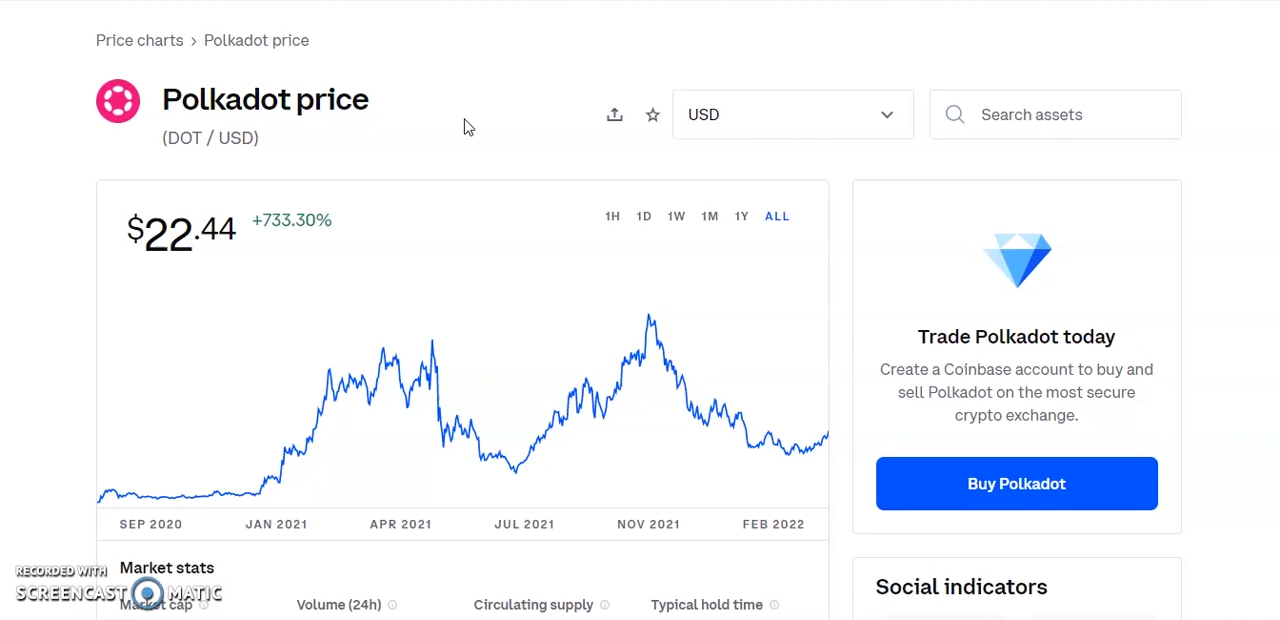 Price charts › Polkadot price
Polkadot price
(DOT / USD)
USD
Search assets
$22.44 +733.30%
1H 1D 1W 1M 1Y ALL
SEP 2020 JAN 2021 APR 2021 JUL 2021 NOV 2021 FEB 2022
Market stats
Market cap Volume (24h) Circulating supply Typical hold time
Trade Polkadot today
Create a Coinbase account to buy and
sell Polkadot on the most secure
crypto exchange.
Buy Polkadot
Social indicators
RECORDED WITH
SCREENCAST MATIC